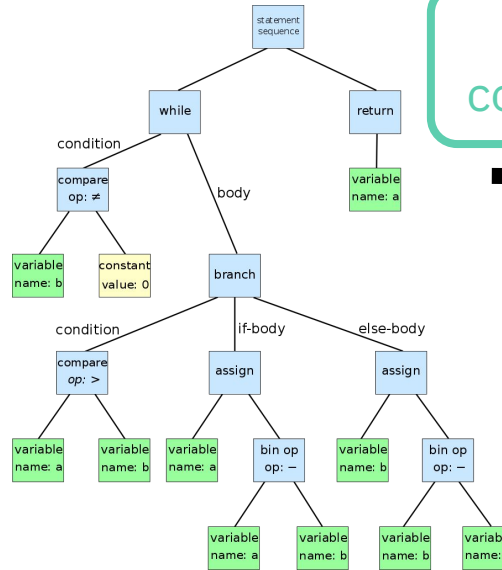 statement
sequence
while
return
condition
body
compare
op: ≠
variable
name: a
variable
name: b
constant
value: 0
branch
condition
if-body
else-body
compare
op: >
assign
assign
variable
name: a
variable
name: b
variable
name: a
bin op
op: −
variable
name: b
bin op
op: −
variable
name: a
variable
name: b
variable
name: b
name: